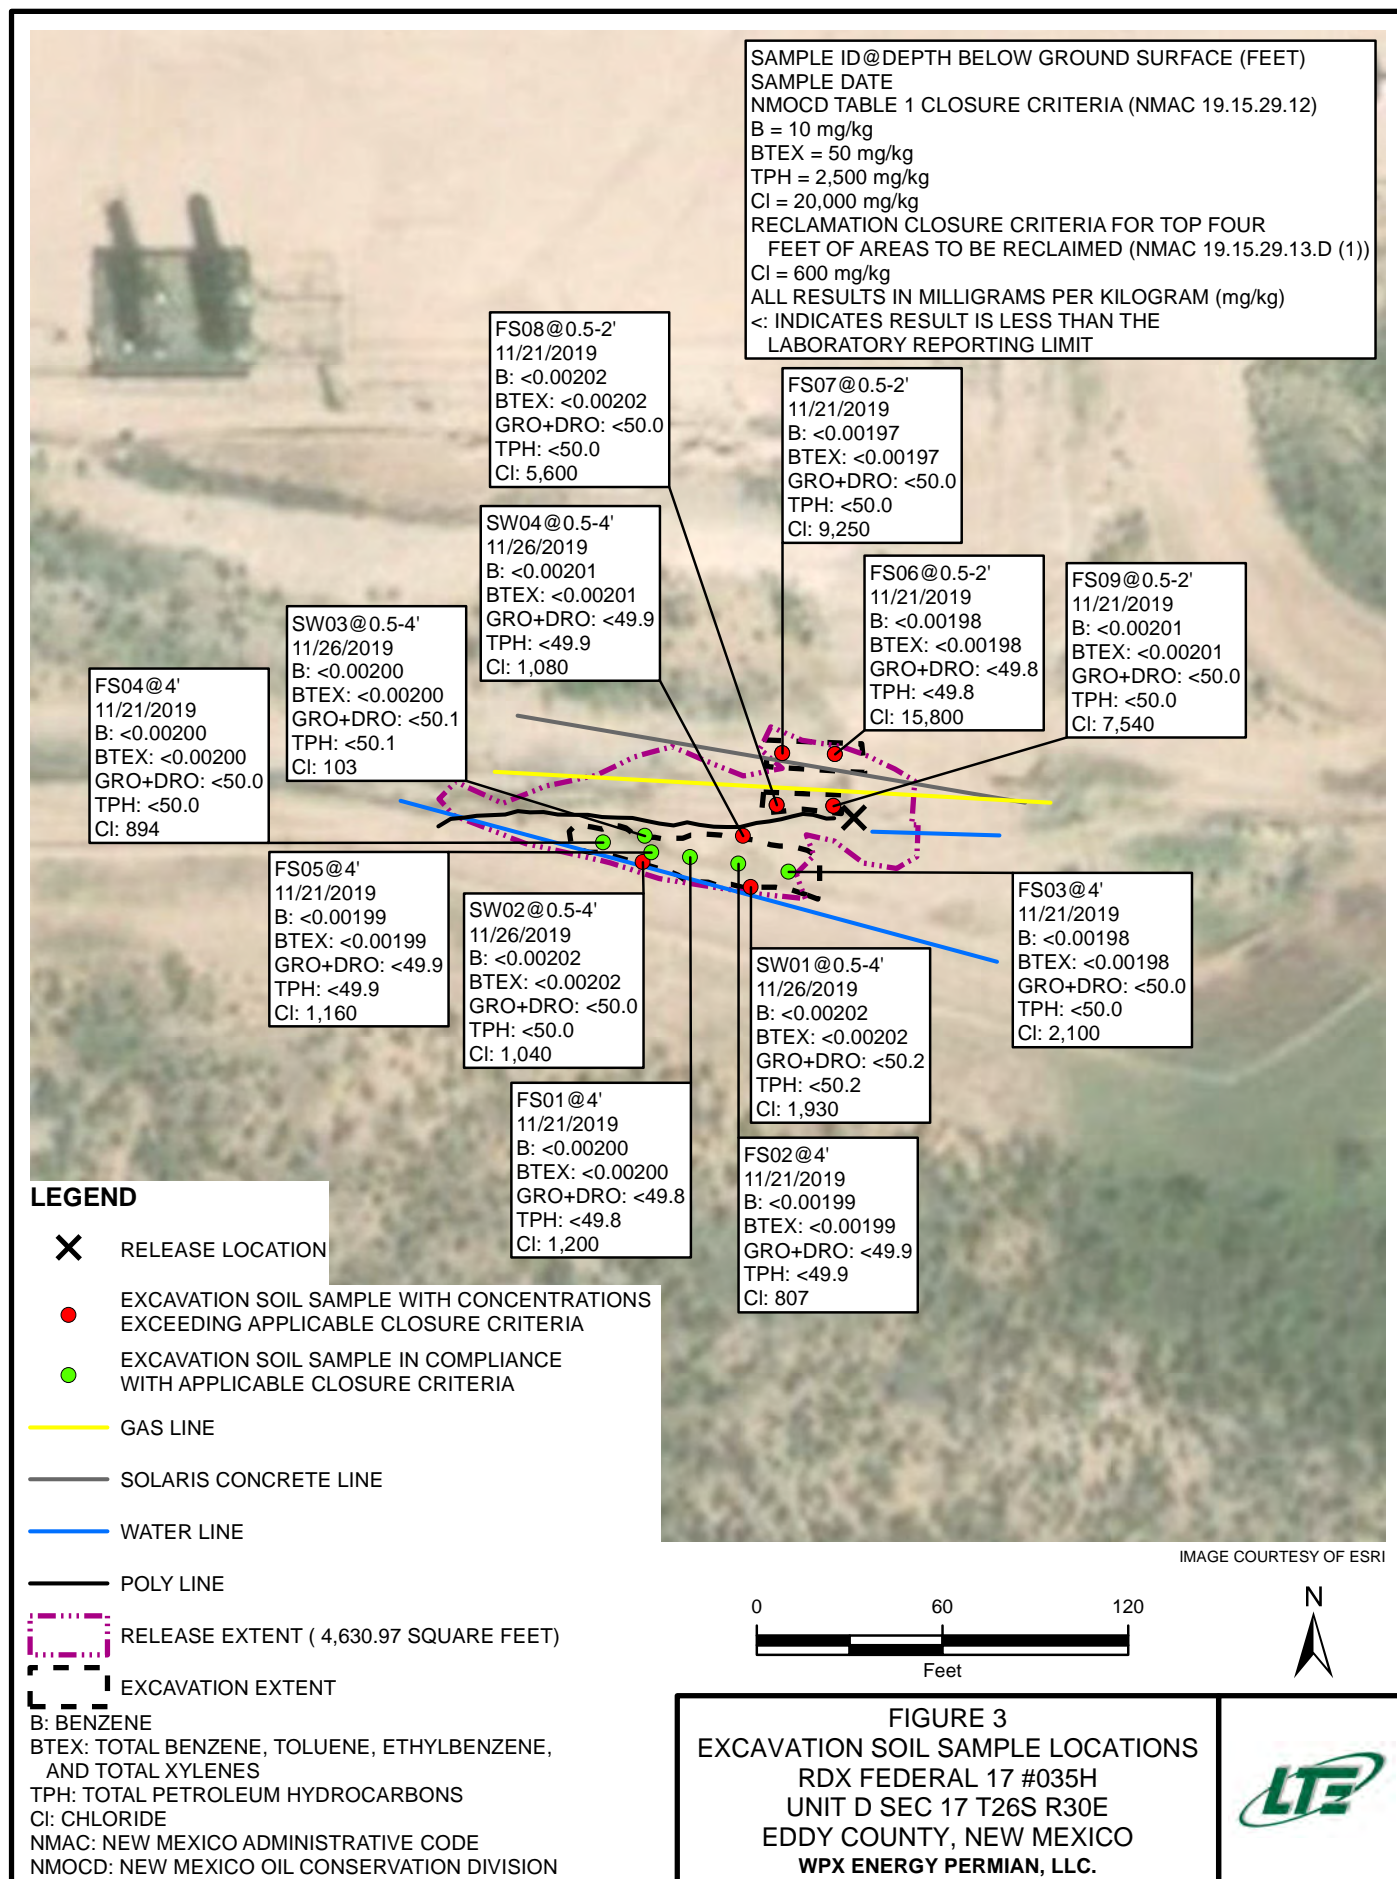 SAMPLE ID@DEPTH BELOW GROUND SURFACE (FEET)
SAMPLE DATE
NMOCD TABLE 1 CLOSURE CRITERIA (NMAC 19.15.29.12)
B = 10 mg/kg
BTEX = 50 mg/kg
TPH = 2,500 mg/kg
Cl = 20,000 mg/kg
RECLAMATION CLOSURE CRITERIA FOR TOP FOUR
FEET OF AREAS TO BE RECLAIMED (NMAC 19.15.29.13.D (1))
Cl = 600 mg/kg
ALL RESULTS IN MILLIGRAMS PER KILOGRAM (mg/kg)
<: INDICATES RESULT IS LESS THAN THE
LABORATORY REPORTING LIMIT
FS08@0.5-2'
11/21/2019
B: <0.00202
BTEX: <0.00202
GRO+DRO: <50.0
TPH: <50.0
Cl: 5,600
FS07@0.5-2'
11/21/2019
B: <0.00197
BTEX: <0.00197
GRO+DRO: <50.0
TPH: <50.0
Cl: 9,250
SW04@0.5-4'
11/26/2019
B: <0.00201
BTEX: <0.00201
GRO+DRO: <49.9
TPH: <49.9
Cl: 1,080
FS06@0.5-2'
11/21/2019
B: <0.00198
BTEX: <0.00198
GRO+DRO: <49.8
TPH: <49.8
Cl: 15,800
FS09@0.5-2'
11/21/2019
B: <0.00201
BTEX: <0.00201
GRO+DRO: <50.0
TPH: <50.0
Cl: 7,540
SW03@0.5-4'
11/26/2019
B: <0.00200
BTEX: <0.00200
GRO+DRO: <50.1
TPH: <50.1
Cl: 103
FS04@4'
11/21/2019
B: <0.00200
BTEX: <0.00200
GRO+DRO: <50.0
TPH: <50.0
Cl: 894
FS05@4'
11/21/2019
B: <0.00199
BTEX: <0.00199
GRO+DRO: <49.9
TPH: <49.9
Cl: 1,160
SW02@0.5-4'
11/26/2019
B: <0.00202
BTEX: <0.00202
GRO+DRO: <50.0
TPH: <50.0
Cl: 1,040
SW01@0.5-4'
11/26/2019
B: <0.00202
BTEX: <0.00202
GRO+DRO: <50.2
TPH: <50.2
Cl: 1,930
FS03@4'
11/21/2019
B: <0.00198
BTEX: <0.00198
GRO+DRO: <50.0
TPH: <50.0
Cl: 2,100
FS01@4'
11/21/2019
B: <0.00200
BTEX: <0.00200
GRO+DRO: <49.8
TPH: <49.8
Cl: 1,200
FS02@4'
11/21/2019
B: <0.00199
BTEX: <0.00199
GRO+DRO: <49.9
TPH: <49.9
Cl: 807
LEGEND
RELEASE LOCATION
EXCAVATION SOIL SAMPLE WITH CONCENTRATIONS
EXCEEDING APPLICABLE CLOSURE CRITERIA
EXCAVATION SOIL SAMPLE IN COMPLIANCE
WITH APPLICABLE CLOSURE CRITERIA
GAS LINE
SOLARIS CONCRETE LINE
WATER LINE
POLY LINE
RELEASE EXTENT ( 4,630.97 SQUARE FEET)
EXCAVATION EXTENT
B: BENZENE
BTEX: TOTAL BENZENE, TOLUENE, ETHYLBENZENE,
AND TOTAL XYLENES
TPH: TOTAL PETROLEUM HYDROCARBONS
Cl: CHLORIDE
NMAC: NEW MEXICO ADMINISTRATIVE CODE
NMOCD: NEW MEXICO OIL CONSERVATION DIVISION
IMAGE COURTESY OF ESRI
0 60 120
Feet
N
FIGURE 3
EXCAVATION SOIL SAMPLE LOCATIONS
RDX FEDERAL 17 #035H
UNIT D SEC 17 T26S R30E
EDDY COUNTY, NEW MEXICO
WPX ENERGY PERMIAN, LLC.
LTE